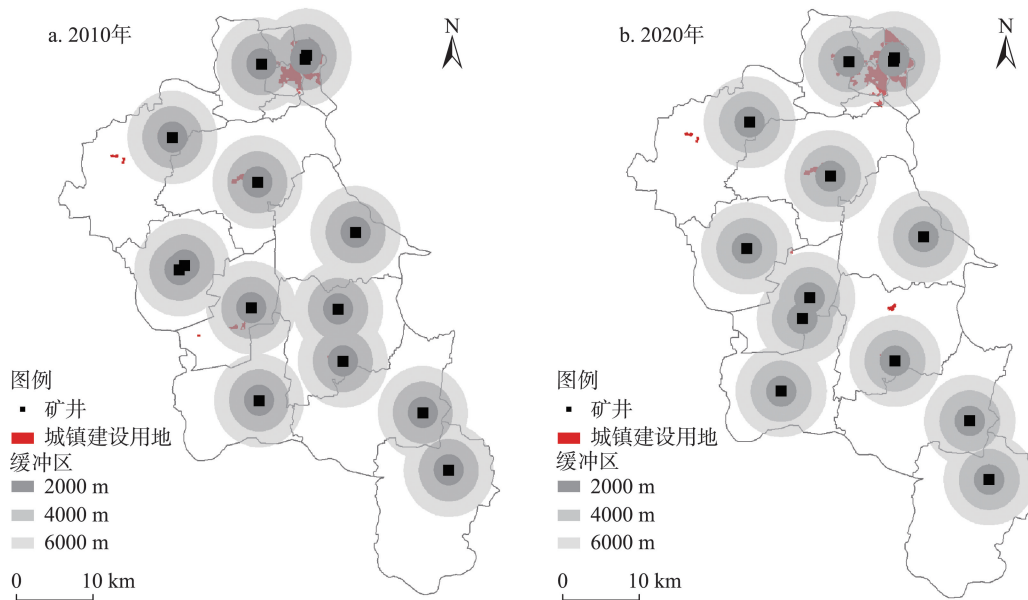 a. 2010年
N
图例
矿井
城镇建设用地
缓冲区
2000 m
4000 m
6000 m
0 10 km
b. 2020年
N
图例
矿井
城镇建设用地
缓冲区
2000 m
4000 m
6000 m
0 10 km